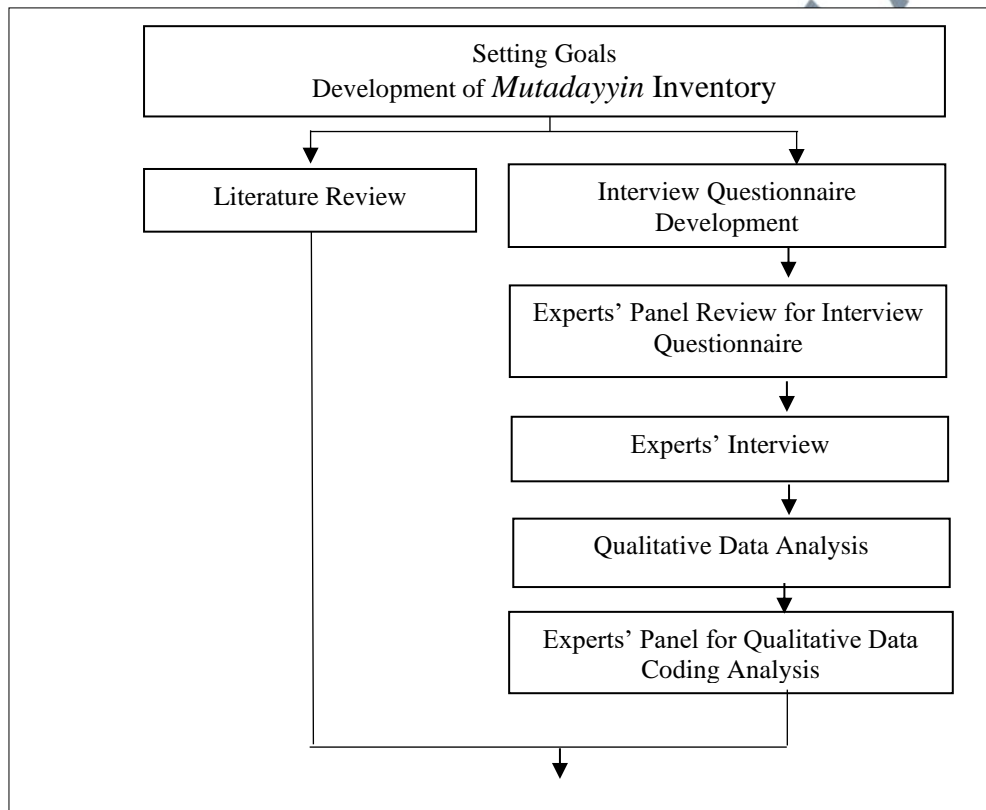 Setting Goals
Development of Mutadayyin Inventory
Literature Review
Interview Questionnaire
Development
Experts’ Panel Review for Interview
Questionnaire
Experts’ Interview
Qualitative Data Analysis
Experts’ Panel for Qualitative Data
Coding Analysis